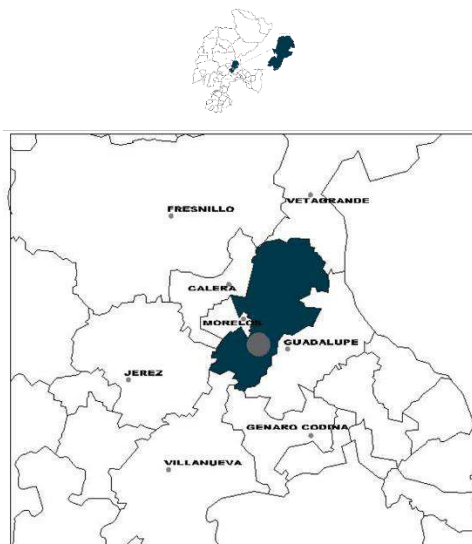 VETAGRANDE
FRESNILLO
CALERA
MORELOS
GUADALUPE
JEREZ
GENARO CODINA
VILLANUEVA